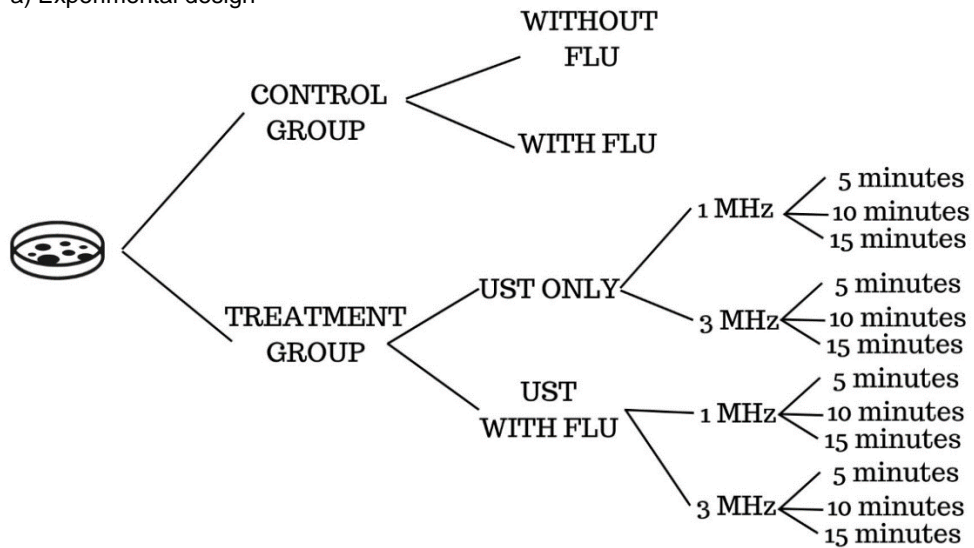 a) Experimental design
WITHOUT
FLU
CONTROL
GROUP
WITH FLU
5 minutes
1 MHz
10 minutes
15 minutes
UST ONLY
5 minutes
3 MHz
10 minutes
15 minutes
TREATMENT
GROUP
UST
WITH FLU
5 minutes
1 MHz
10 minutes
15 minutes
5 minutes
3 MHz
10 minutes
15 minutes